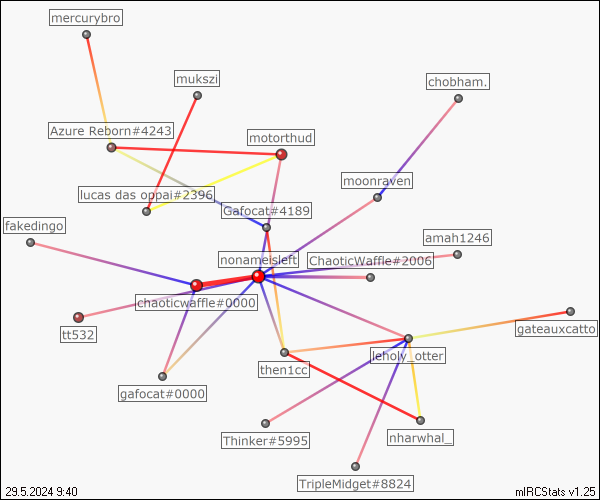 mercurybro
mukszi
chobham.
Azure Reborn#4243
motorthud
moonraven
lucas das oppai#2396
Gafocat#4189
fakedingo
amah1246
nonameisleft
ChaoticWaffle#2006
chaoticwaffle#0000
gateauxcatto
tt532
leholy_otter
then1cc
gafocat#0000
Thinker#5995
nharwhal_
TripleMidget#8824
29.5.2024 9:40
mIRCStats v1.25